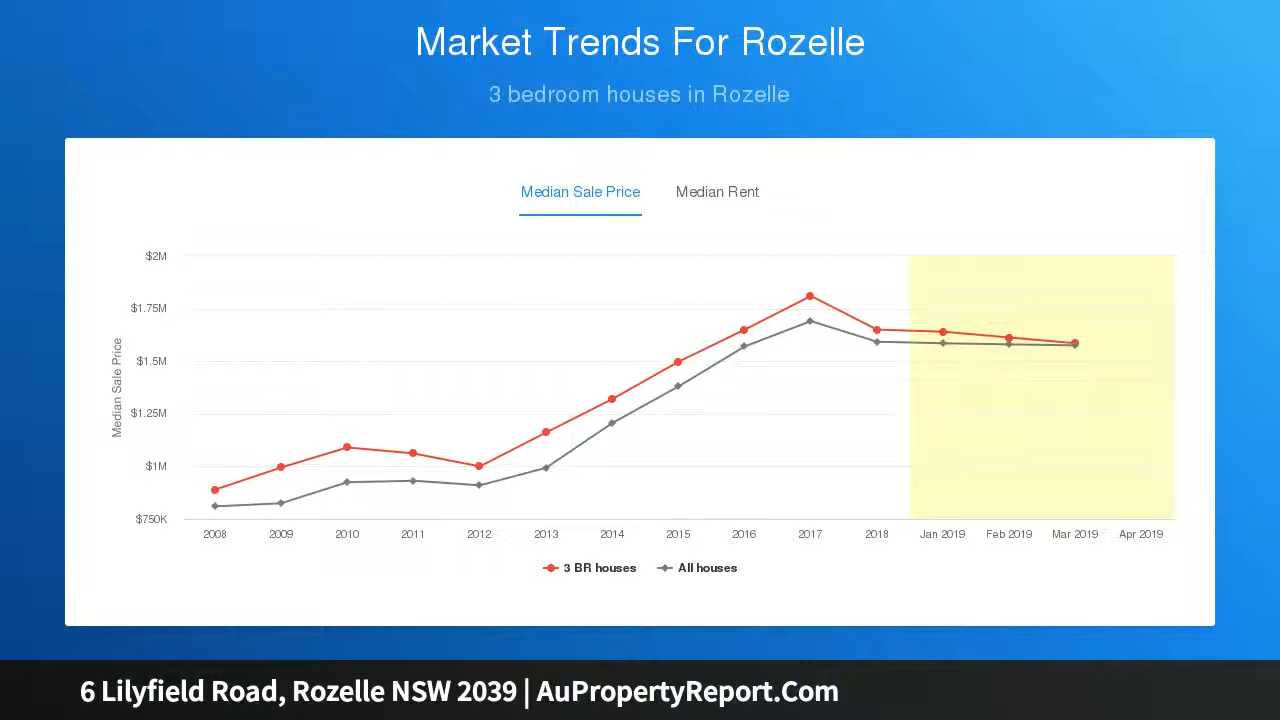 Market Trends For Rozelle
3 bedroom houses in Rozelle
Median Sale Price Median Rent
Median Sale Price
$2M
$1.75M
$1.5M
$1.25M
$1M
$750K
2008 2009 2010 2011 2012 2013 2014 2015 2016 2017 2018 Jan 2019 Feb 2019 Mar 2019 Apr 2019
3 BR houses All houses
6 Lilyfield Road, Rozelle NSW 2039 | AuPropertyReport.Com